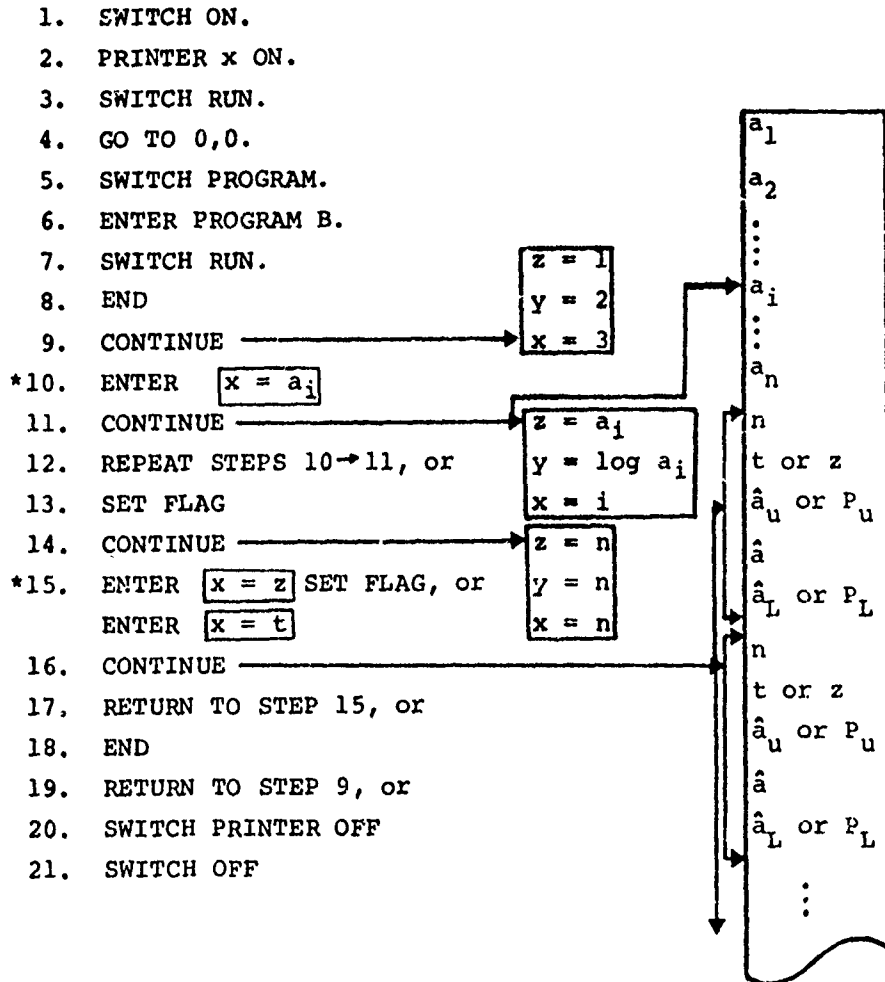 1. SWITCH ON.
2. PRINTER x ON.
3. SWITCH RUN.
4. GO TO 0,0.
5. SWITCH PROGRAM.
6. ENTER PROGRAM B.
7. SWITCH RUN.
8. END
9. CONTINUE
*10. ENTER x = a_i
11. CONTINUE
12. REPEAT STEPS 10→11, or
13. SET FLAG
14. CONTINUE
*15. ENTER x = z SET FLAG, or
ENTER x = t
16. CONTINUE
17. RETURN TO STEP 15, or
18. END
19. RETURN TO STEP 9, or
20. SWITCH PRINTER OFF
21. SWITCH OFF
z = 1
y = 2
x = 3
z = a_i
y = log a_i
x = i
z = n
y = n
x = n
a_1
a_2
⋮
a_i
⋮
a_n
n
t or z
â_u or P_u
â
â_L or P_L
n
t or z
â_u or P_u
â
â_L or P_L
⋮